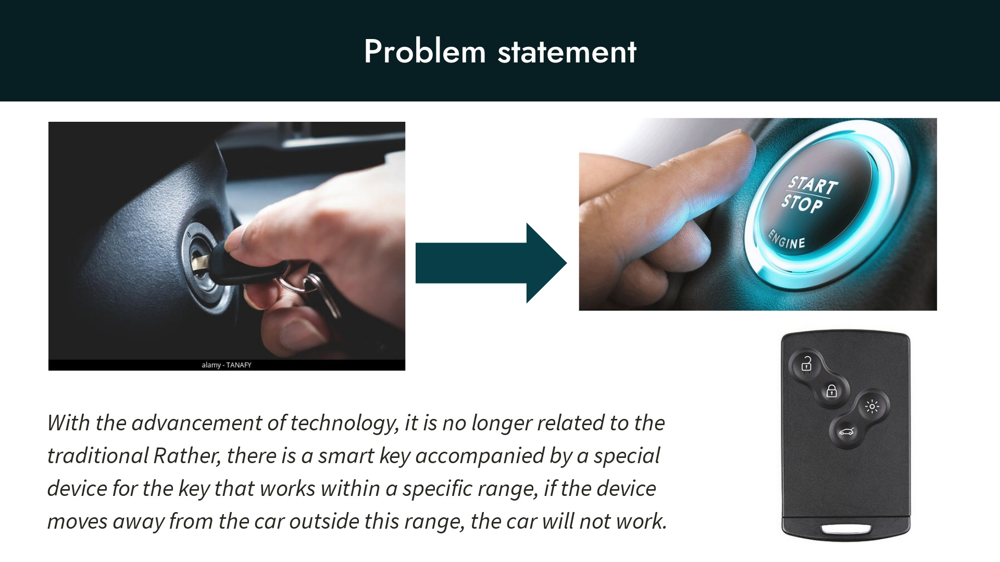 Problem statement
START
STOP
ENGINE
alamy - TANAFY
With the advancement of technology, it is no longer related to the
traditional Rather, there is a smart key accompanied by a special
device for the key that works within a specific range, if the device
moves away from the car outside this range, the car will not work.